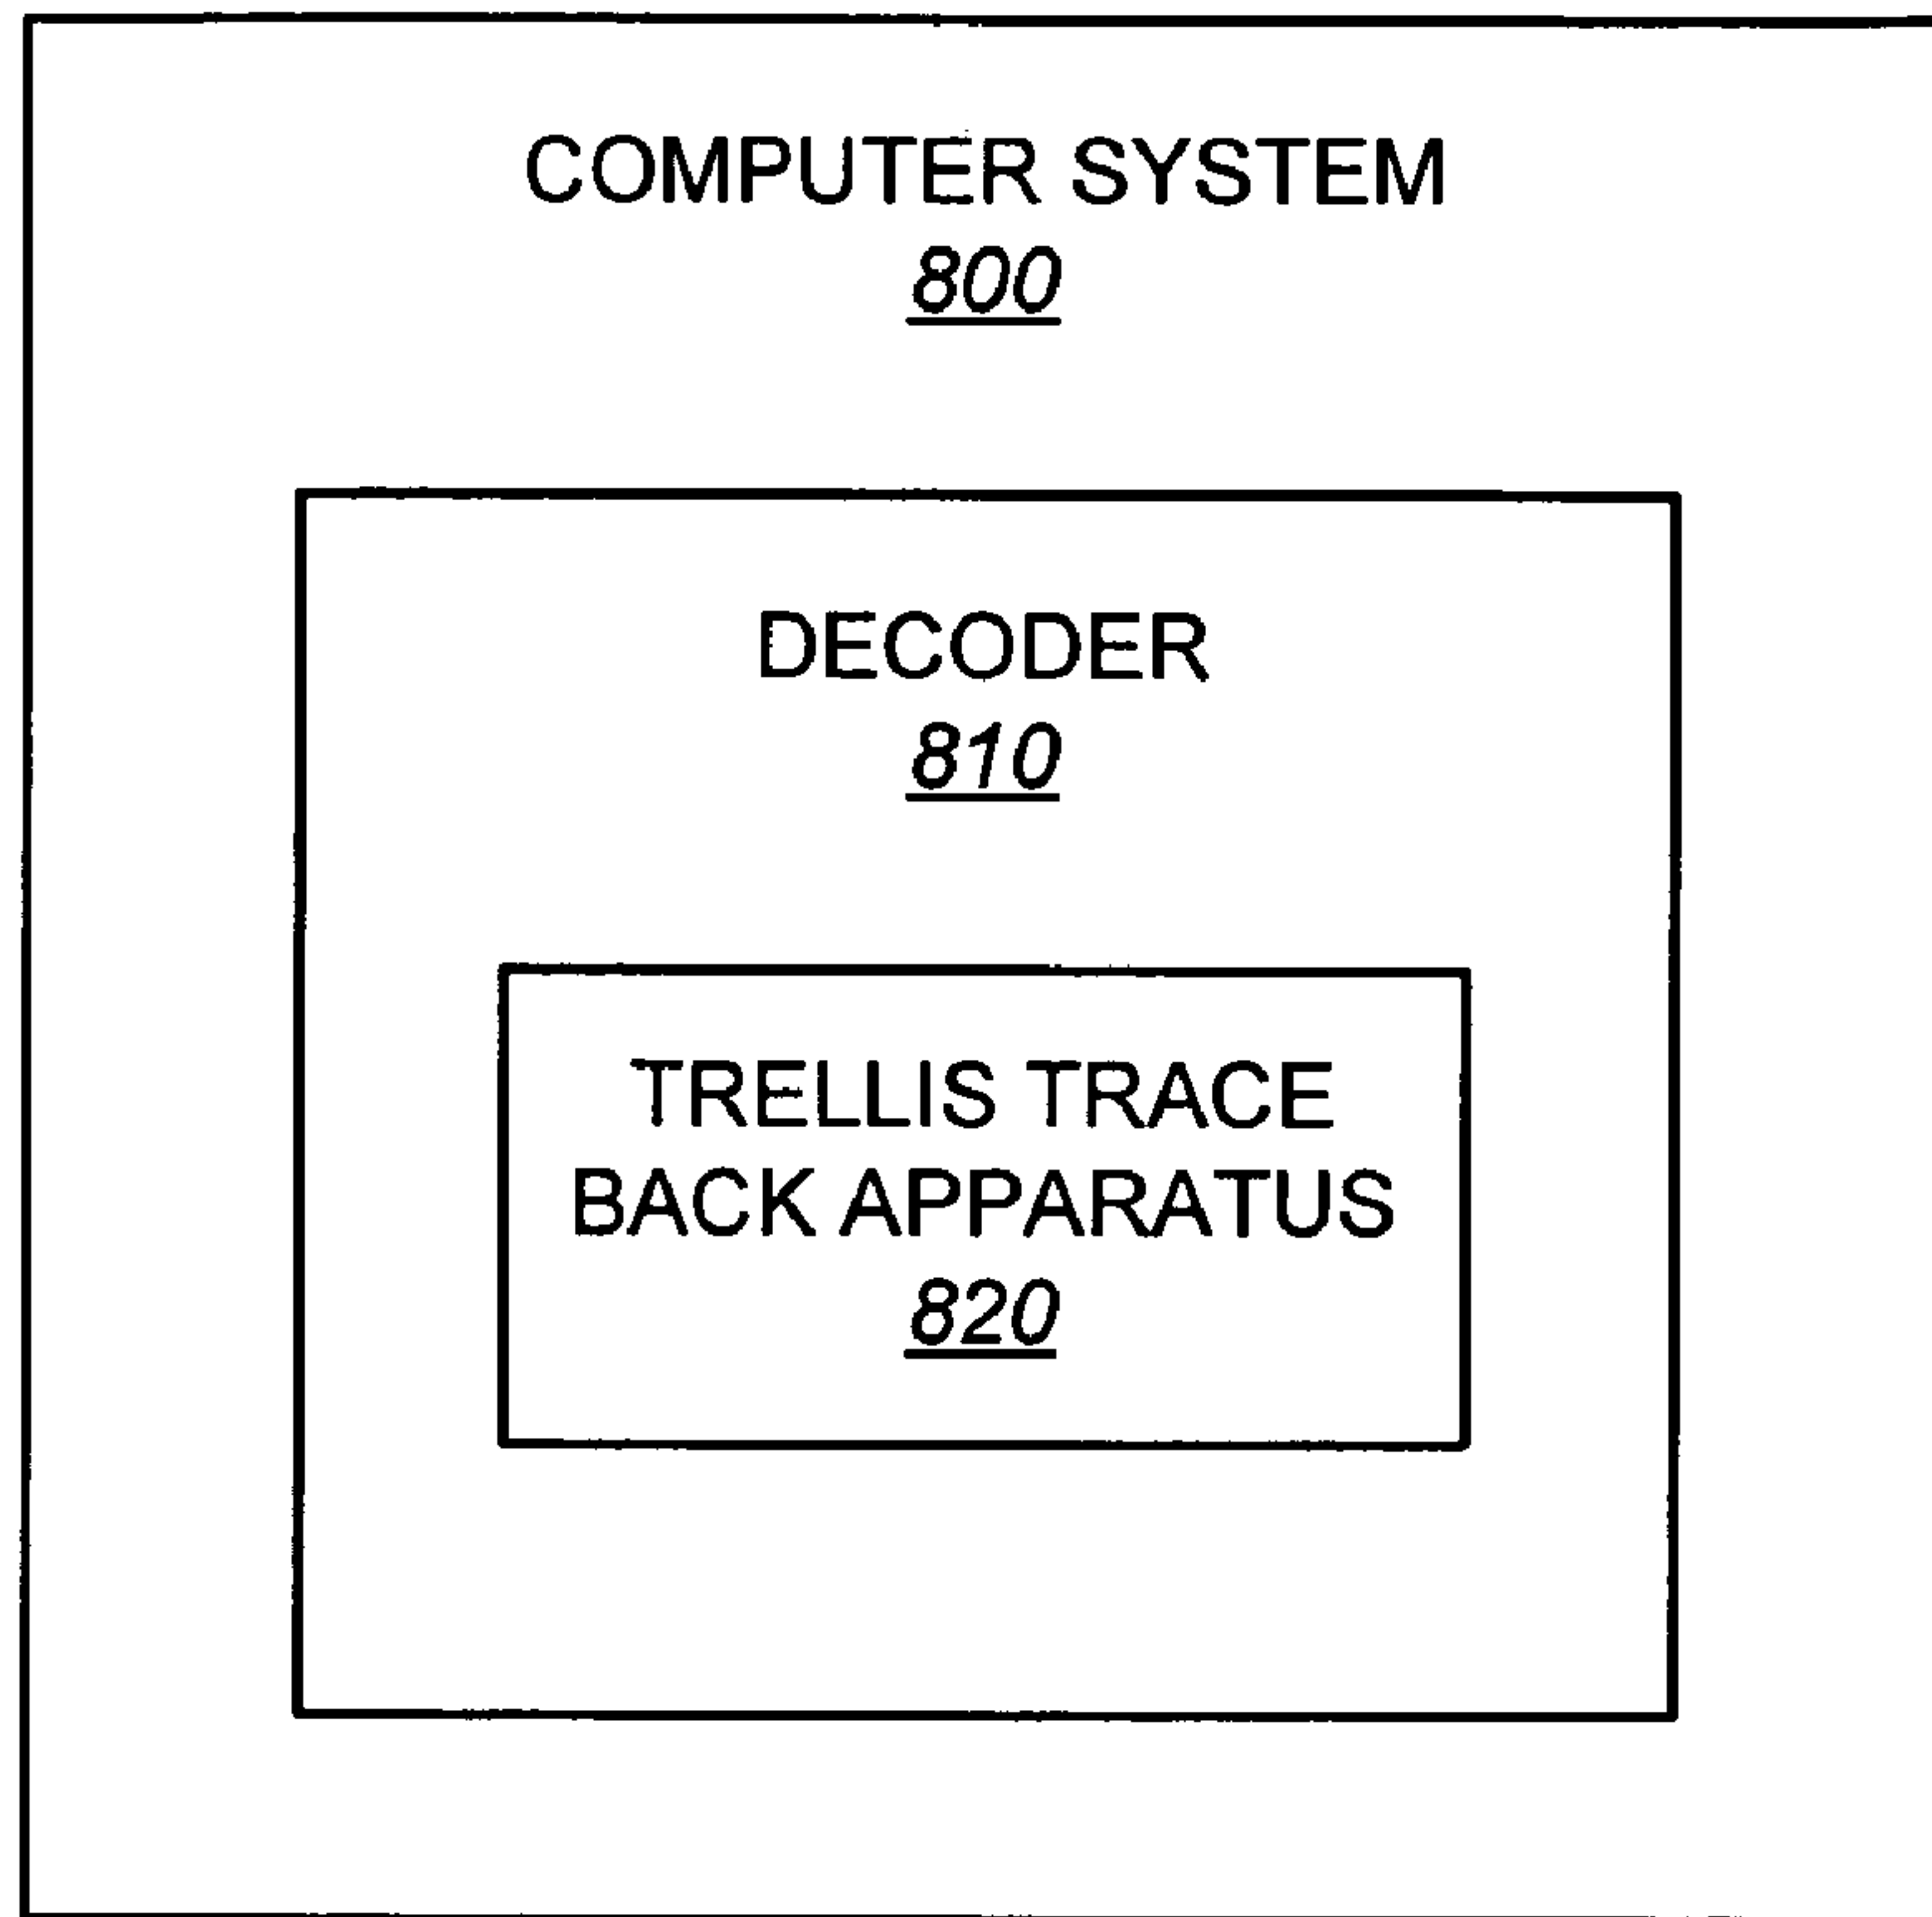 COMPUTER SYSTEM
800
DECODER
810
TRELLIS TRACE
BACK APPARATUS
820